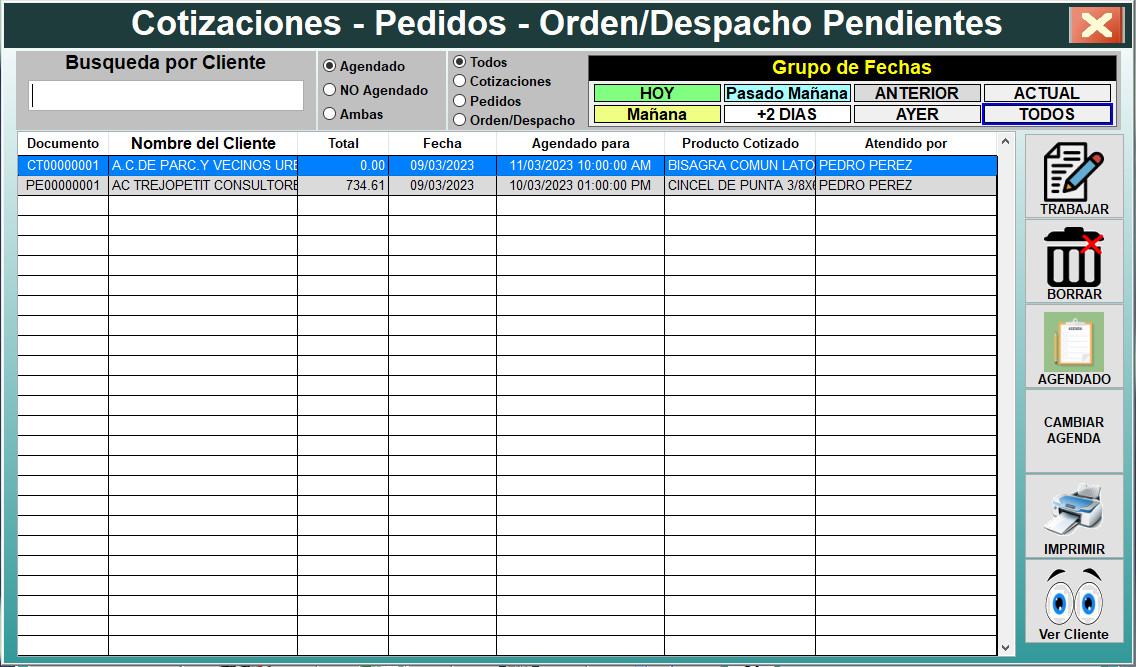 Cotizaciones - Pedidos - Orden/Despacho Pendientes
Busqueda por Cliente
Agendado
NO Agendado
Ambas
Todos
Cotizaciones
Pedidos
Orden/Despacho
Grupo de Fechas
HOY Pasado Mañana ANTERIOR ACTUAL
Mañana +2 DIAS AYER TODOS
Documento Nombre del Cliente Total Fecha Agendado para Producto Cotizado Atendido por
CT00000001 A.C.DE PARC.Y VECINOS URB 0.00 09/03/2023 11/03/2023 10:00:00 AM BISAGRA COMUN LATO PEDRO PEREZ
PE00000001 AC TREJOPETIT CONSULTORE 734.61 09/03/2023 10/03/2023 01:00:00 PM CINCEL DE PUNTA 3/8X6 PEDRO PEREZ
TRABAJAR
BORRAR
AGENDA
AGENDADO
CAMBIAR
AGENDA
IMPRIMIR
Ver Cliente